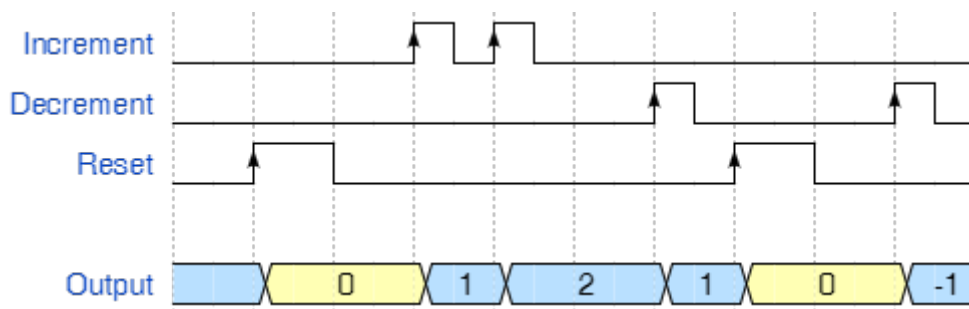 Increment
Decrement
Reset
Output 0 1 2 1 0 -1